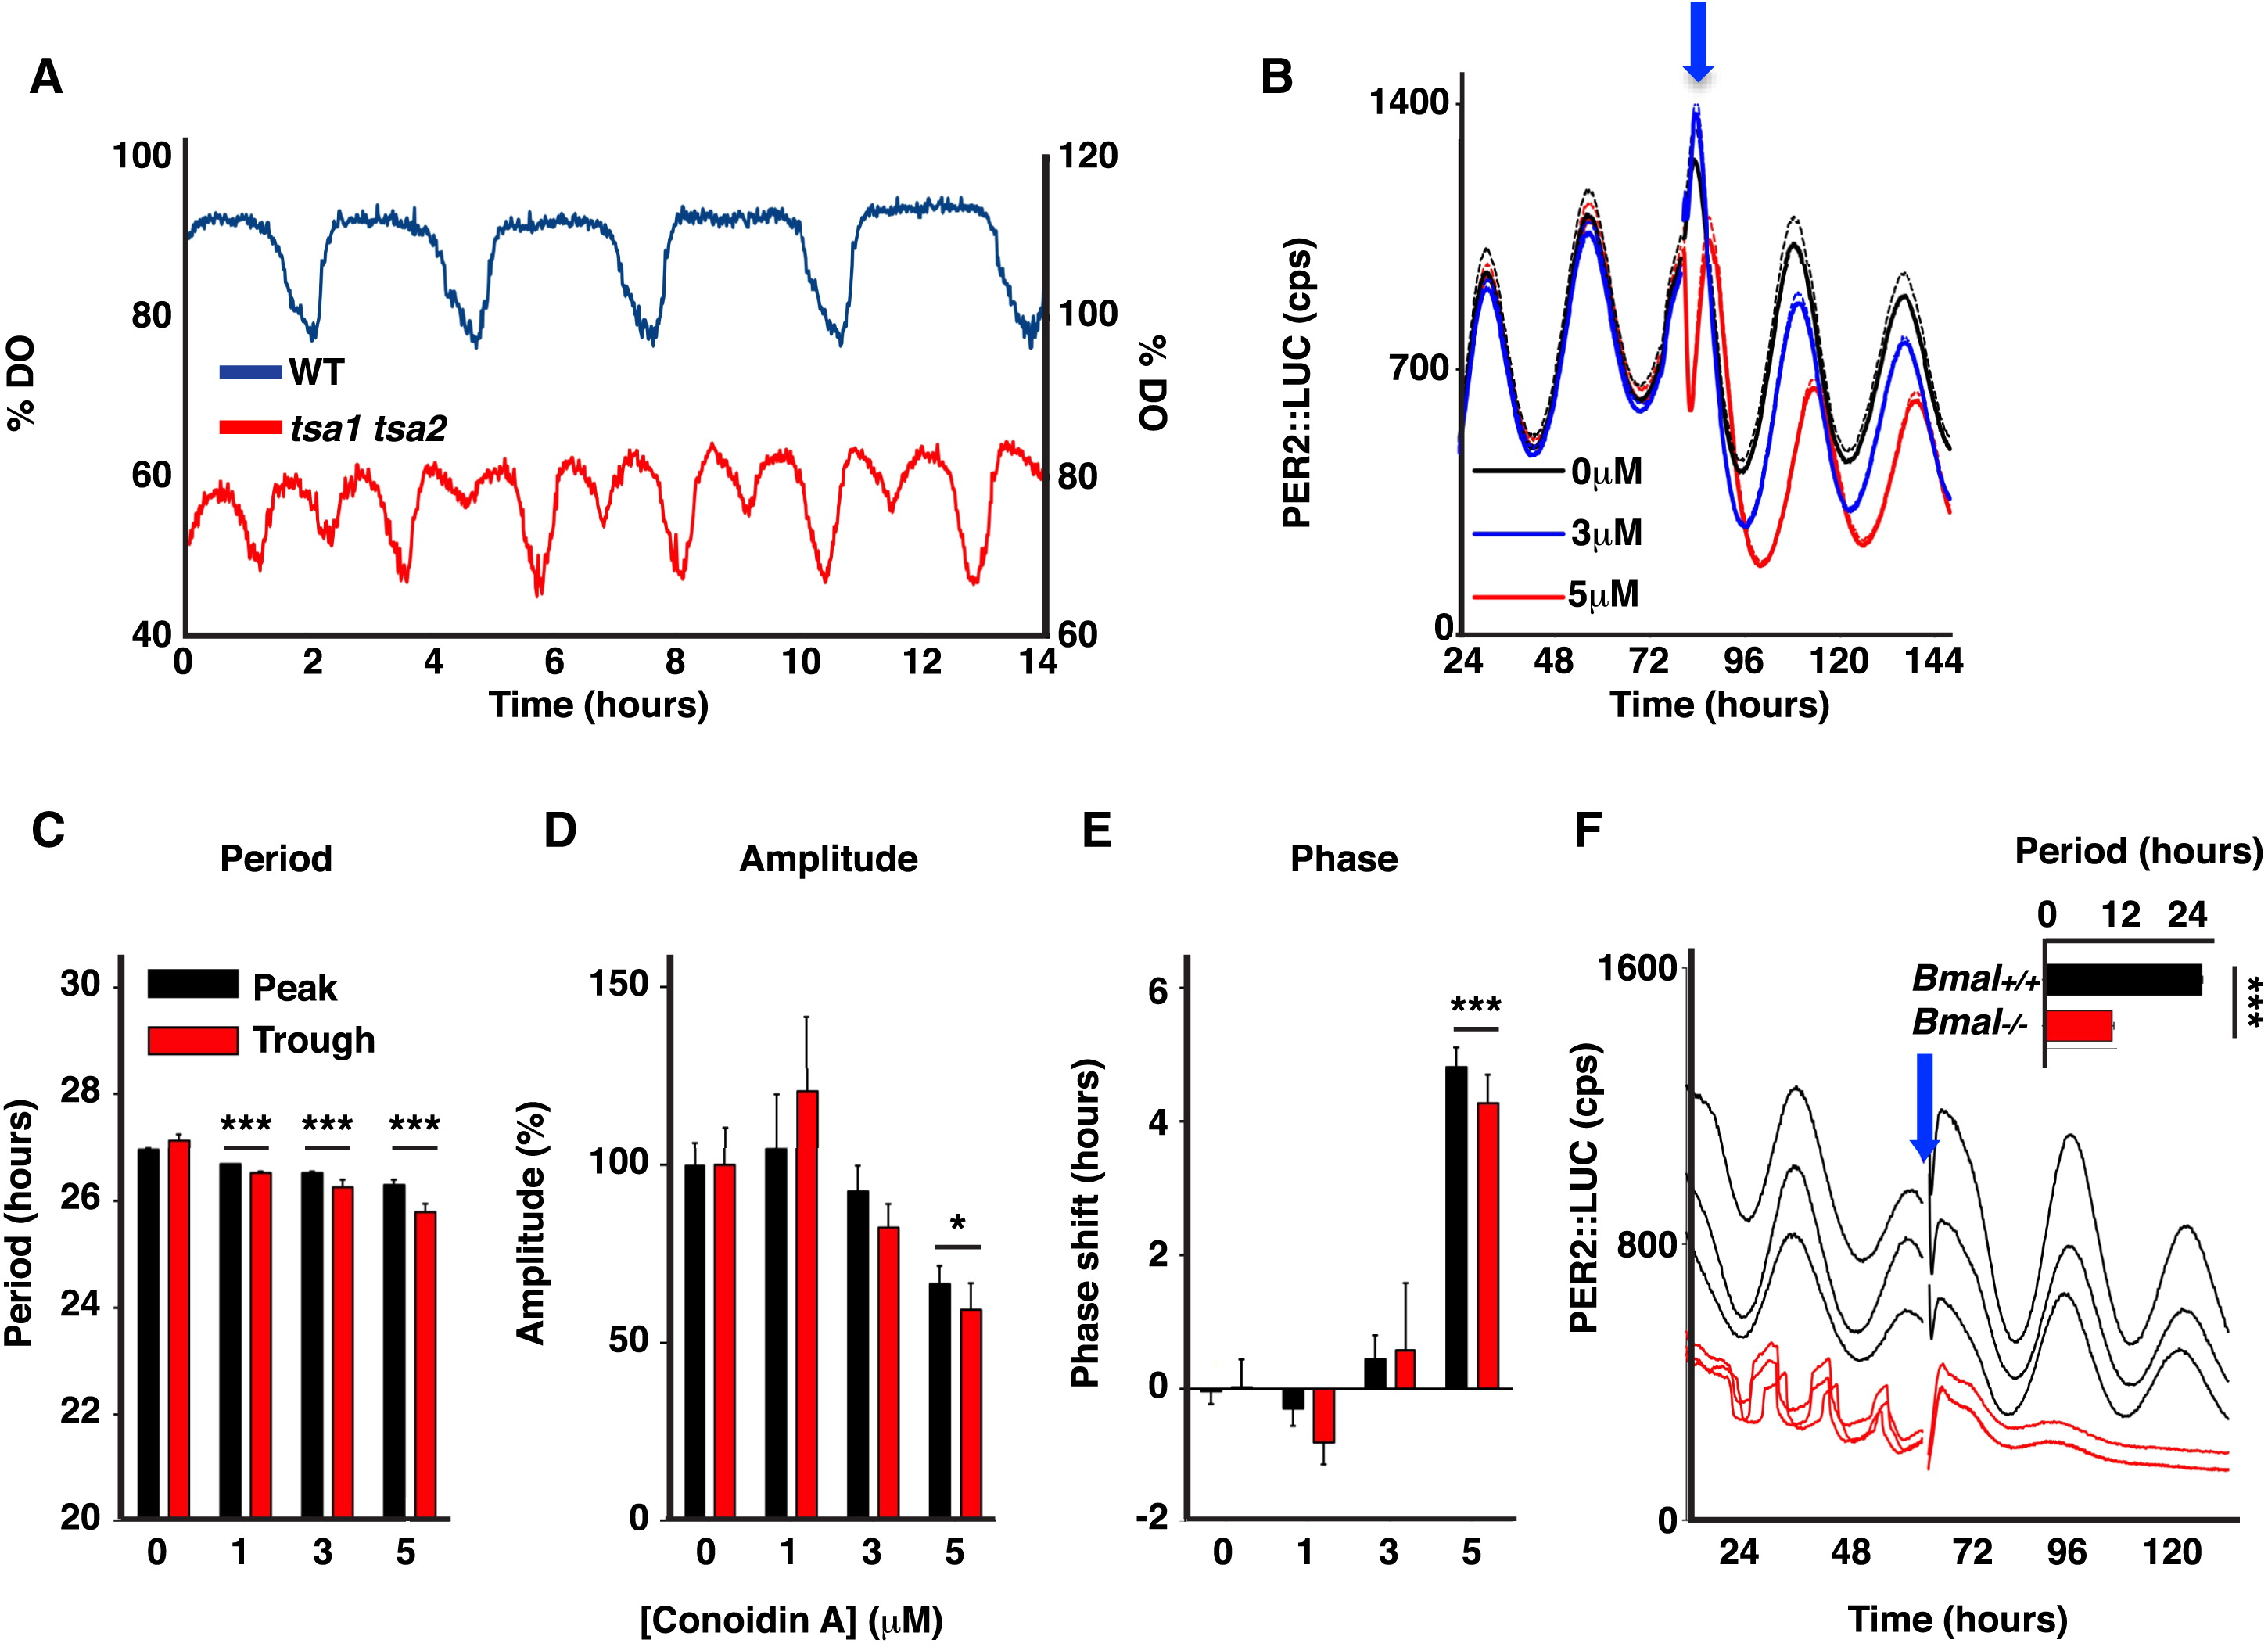 A
100
80
60
40
% DO
WT
tsa1 tsa2
120
100
80
60
% DO
0 2 4 6 8 10 12 14
Time (hours)
B
1400
700
0
PER2::LUC (cps)
0μM
3μM
5μM
24 48 72 96 120 144
Time (hours)
C
Period
30
28
26
24
22
20
Period (hours)
Peak
Trough
*** *** ***
0 1 3 5
D
Amplitude
150
100
50
0
Amplitude (%)
*
0 1 3 5
[Conoidin A] (μM)
E
Phase
6
4
2
0
-2
Phase shift (hours)
***
0 1 3 5
F
Period (hours)
0 12 24
Bmal+/+
Bmal-/-
***
1600
800
0
PER2::LUC (cps)
24 48 72 96 120
Time (hours)